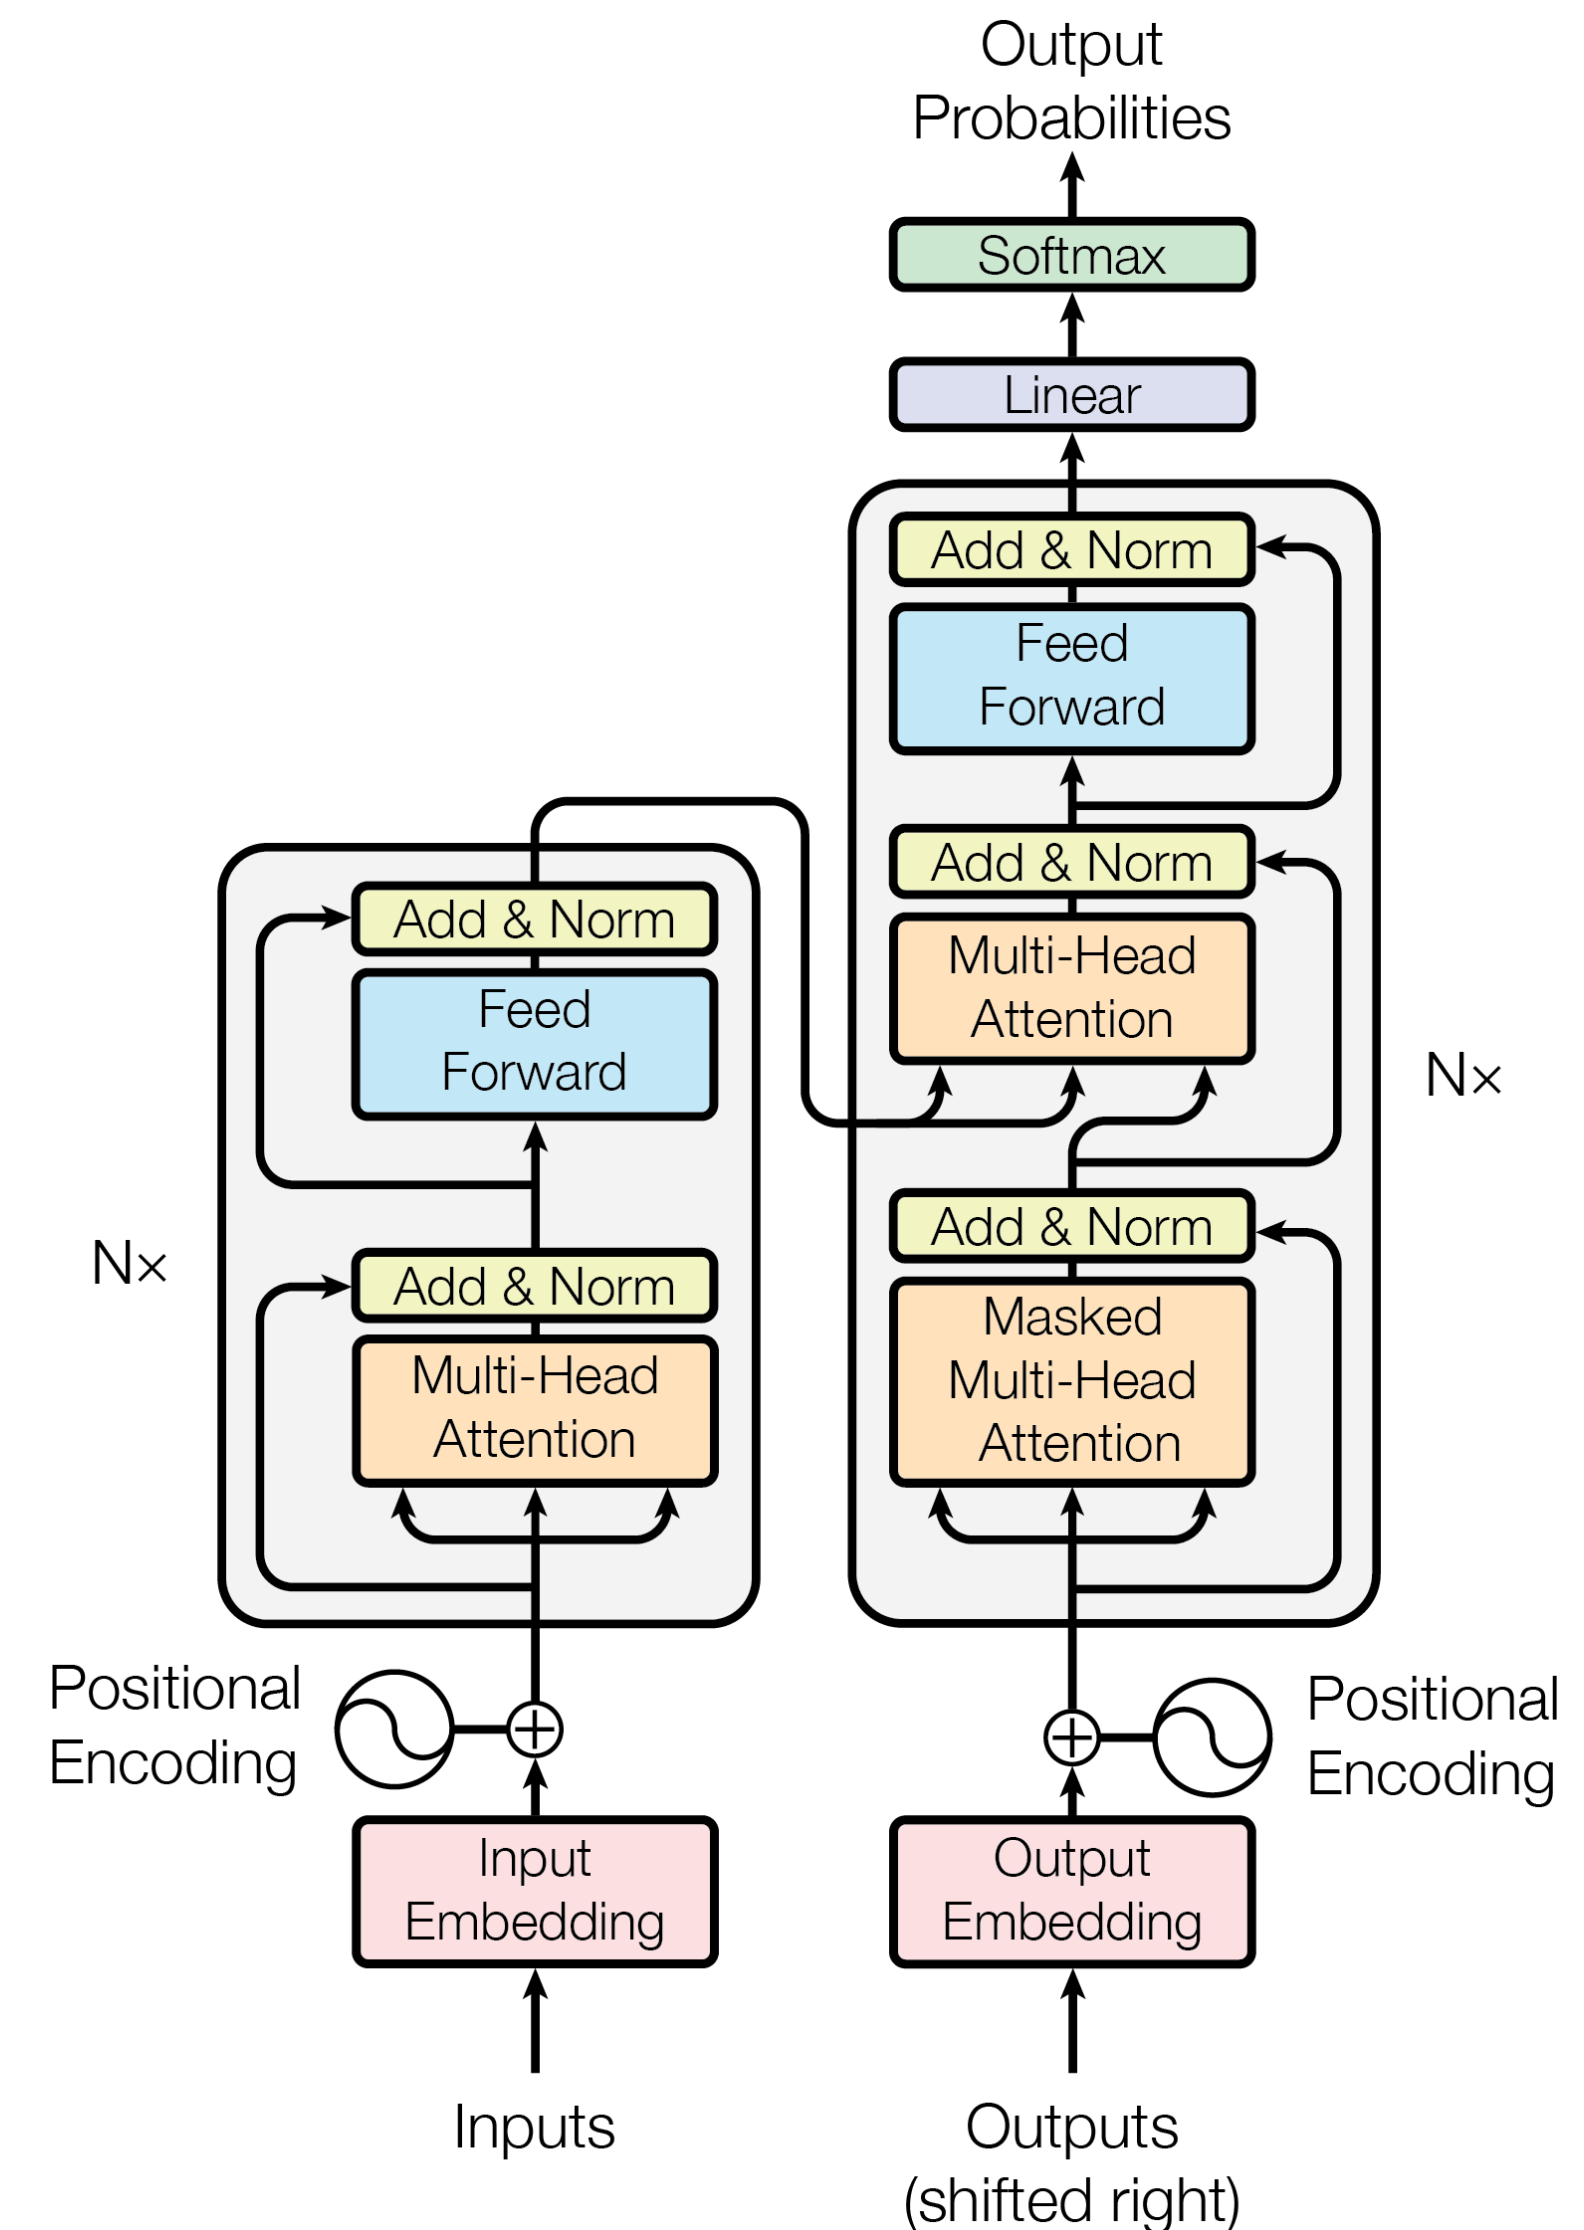 Output
Probabilities
Softmax
Linear
Add & Norm
Feed
Forward
Add & Norm
Multi-Head
Attention
N×
Add & Norm
Masked
Multi-Head
Attention
Add & Norm
Feed
Forward
N×
Add & Norm
Multi-Head
Attention
Positional
Encoding
Positional
Encoding
Input
Embedding
Output
Embedding
Inputs
Outputs
(shifted right)